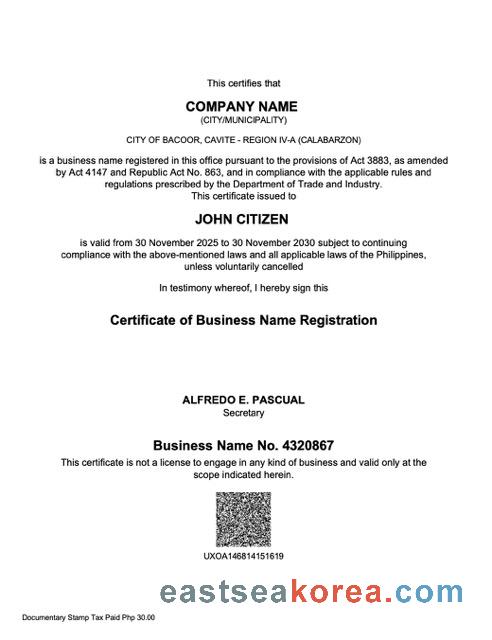 This certifies that
COMPANY NAME
(CITY/MUNICIPALITY)
CITY OF BACOOR, CAVITE - REGION IV-A (CALABARZON)
is a business name registered in this office pursuant to the provisions of Act 3883, as amended
by Act 4147 and Republic Act No. 863, and in compliance with the applicable rules and
regulations prescribed by the Department of Trade and Industry.
This certificate issued to
JOHN CITIZEN
is valid from 30 November 2025 to 30 November 2030 subject to continuing
compliance with the above-mentioned laws and all applicable laws of the Philippines,
unless voluntarily cancelled
In testimony whereof, I hereby sign this
Certificate of Business Name Registration
ALFREDO E. PASCUAL
Secretary
Business Name No. 4320867
This certificate is not a license to engage in any kind of business and valid only at the
scope indicated herein.
UXOA146814151619
eastseakorea.com
Documentary Stamp Tax Paid Php 30.00